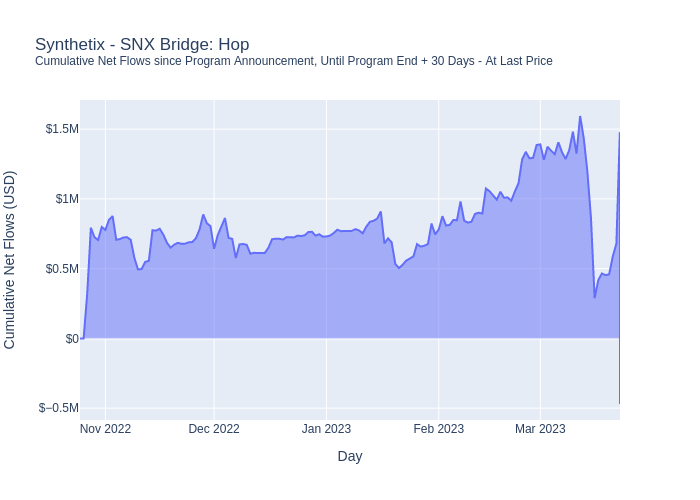 Synthetix - SNX Bridge: Hop
Cumulative Net Flows since Program Announcement, Until Program End + 30 Days - At Last Price
Cumulative Net Flows (USD)
$1.5M
$1M
$0.5M
$0
$−0.5M
Nov 2022
Dec 2022
Jan 2023
Feb 2023
Mar 2023
Day